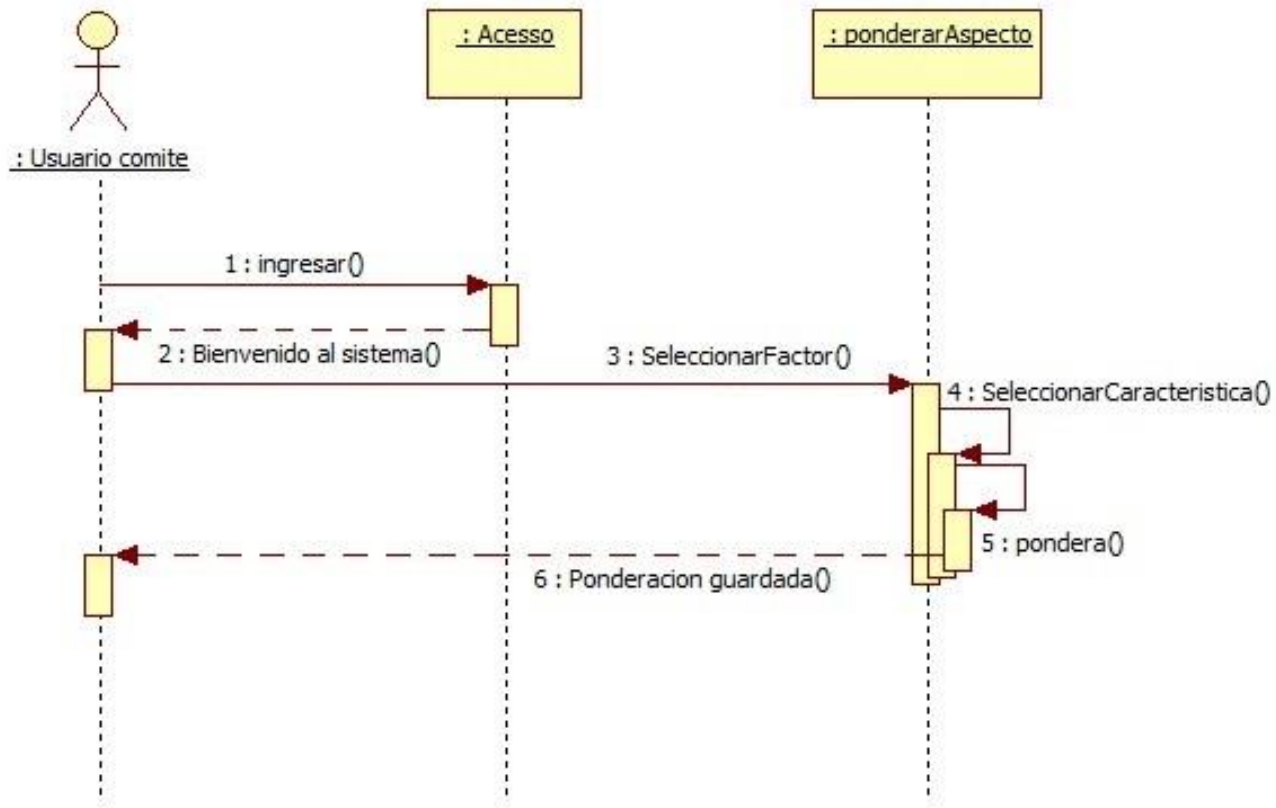 : Acesso
: ponderarAspecto
: Usuario comite
1 : ingresar()
2 : Bienvenido al sistema()
3 : SeleccionarFactor()
4 : SeleccionarCaracteristica()
5 : pondera()
6 : Ponderacion guardada()